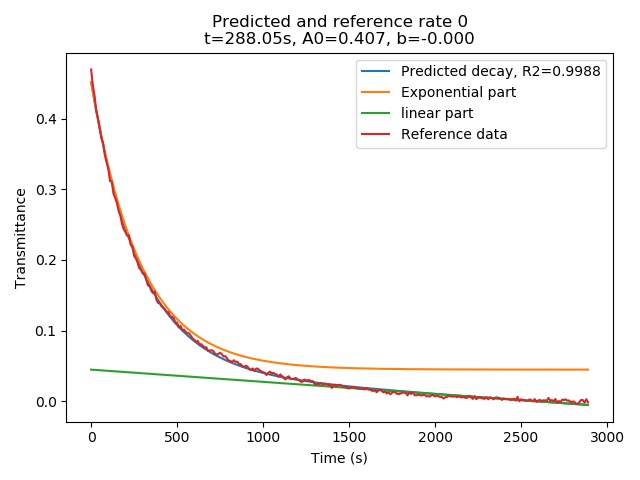 Predicted and reference rate 0
t=288.05s, A0=0.407, b=-0.000
Predicted decay, R2=0.9988
Exponential part
linear part
Reference data
Transmittance
0.4
0.3
0.2
0.1
0.0
0 500 1000 1500 2000 2500 3000
Time (s)